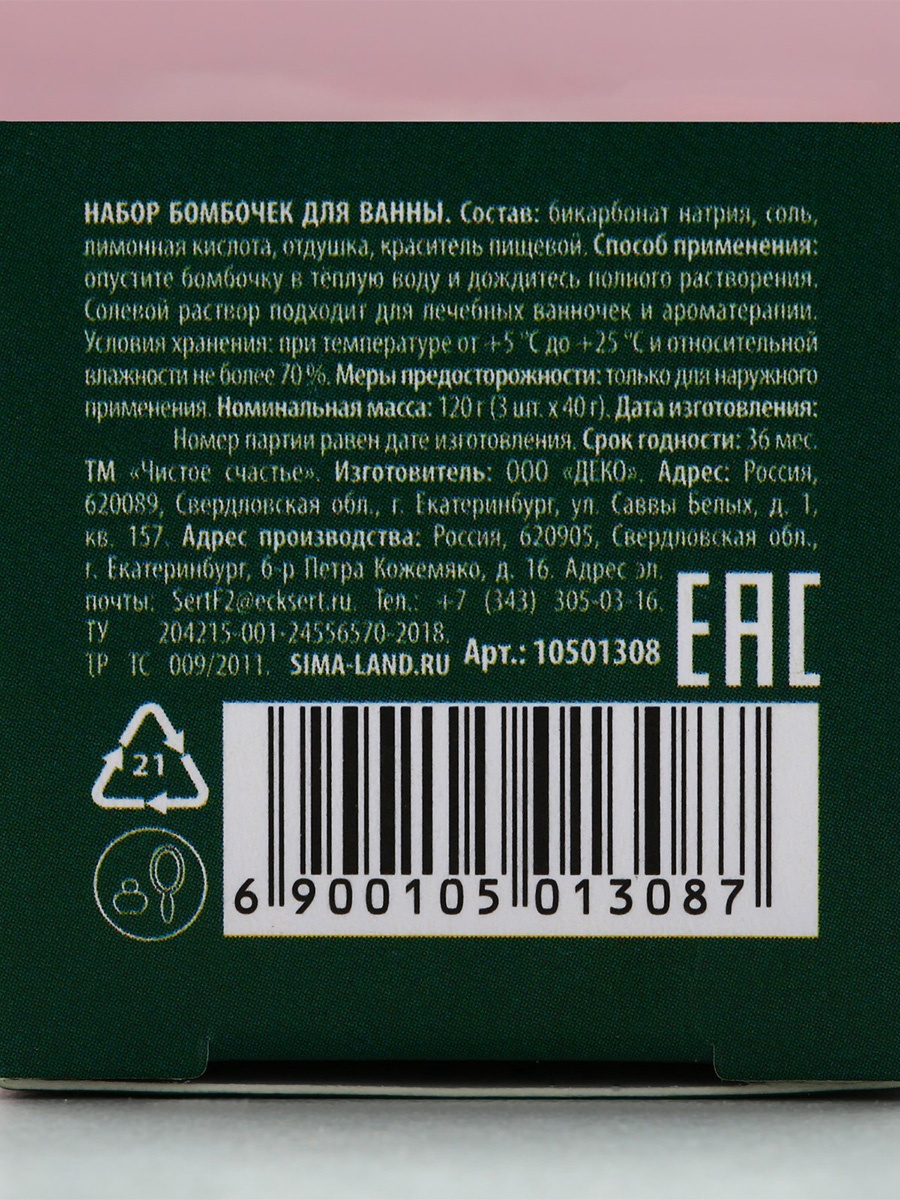 НАБОР БОМБОЧЕК ДЛЯ ВАННЫ. Состав: бикарбонат натрия, соль,
лимонная кислота, отдушка, краситель пищевой. Способ применения:
опустите бомбочку в тёплую воду и дождитесь полного растворения.
Солевой раствор подходит для лечебных ванночек и ароматерапии.
Условия хранения: при температуре от +5 °С до +25 °С и относительной
влажности не более 70 %. Меры предосторожности: только для наружного
применения. Номинальная масса: 120 г (3 шт. х 40 г). Дата изготовления:
Номер партии равен дате изготовления. Срок годности: 36 мес.
ТМ «Чистое счастье». Изготовитель: ООО «ДЕКО». Адрес: Россия,
620089, Свердловская обл., г. Екатеринбург, ул. Саввы Белых, д. 1,
кв. 157. Адрес производства: Россия, 620905, Свердловская обл.,
г. Екатеринбург, б-р Петра Кожемяко, д. 16. Адрес эл.
почты: SertF2@ecksert.ru. Тел.: +7 (343) 305-03-16.
ТУ 204215-001-24556570-2018.
ТР ТС 009/2011. SIMA-LAND.RU Арт.: 10501308
EAC
21
6 900105 013087